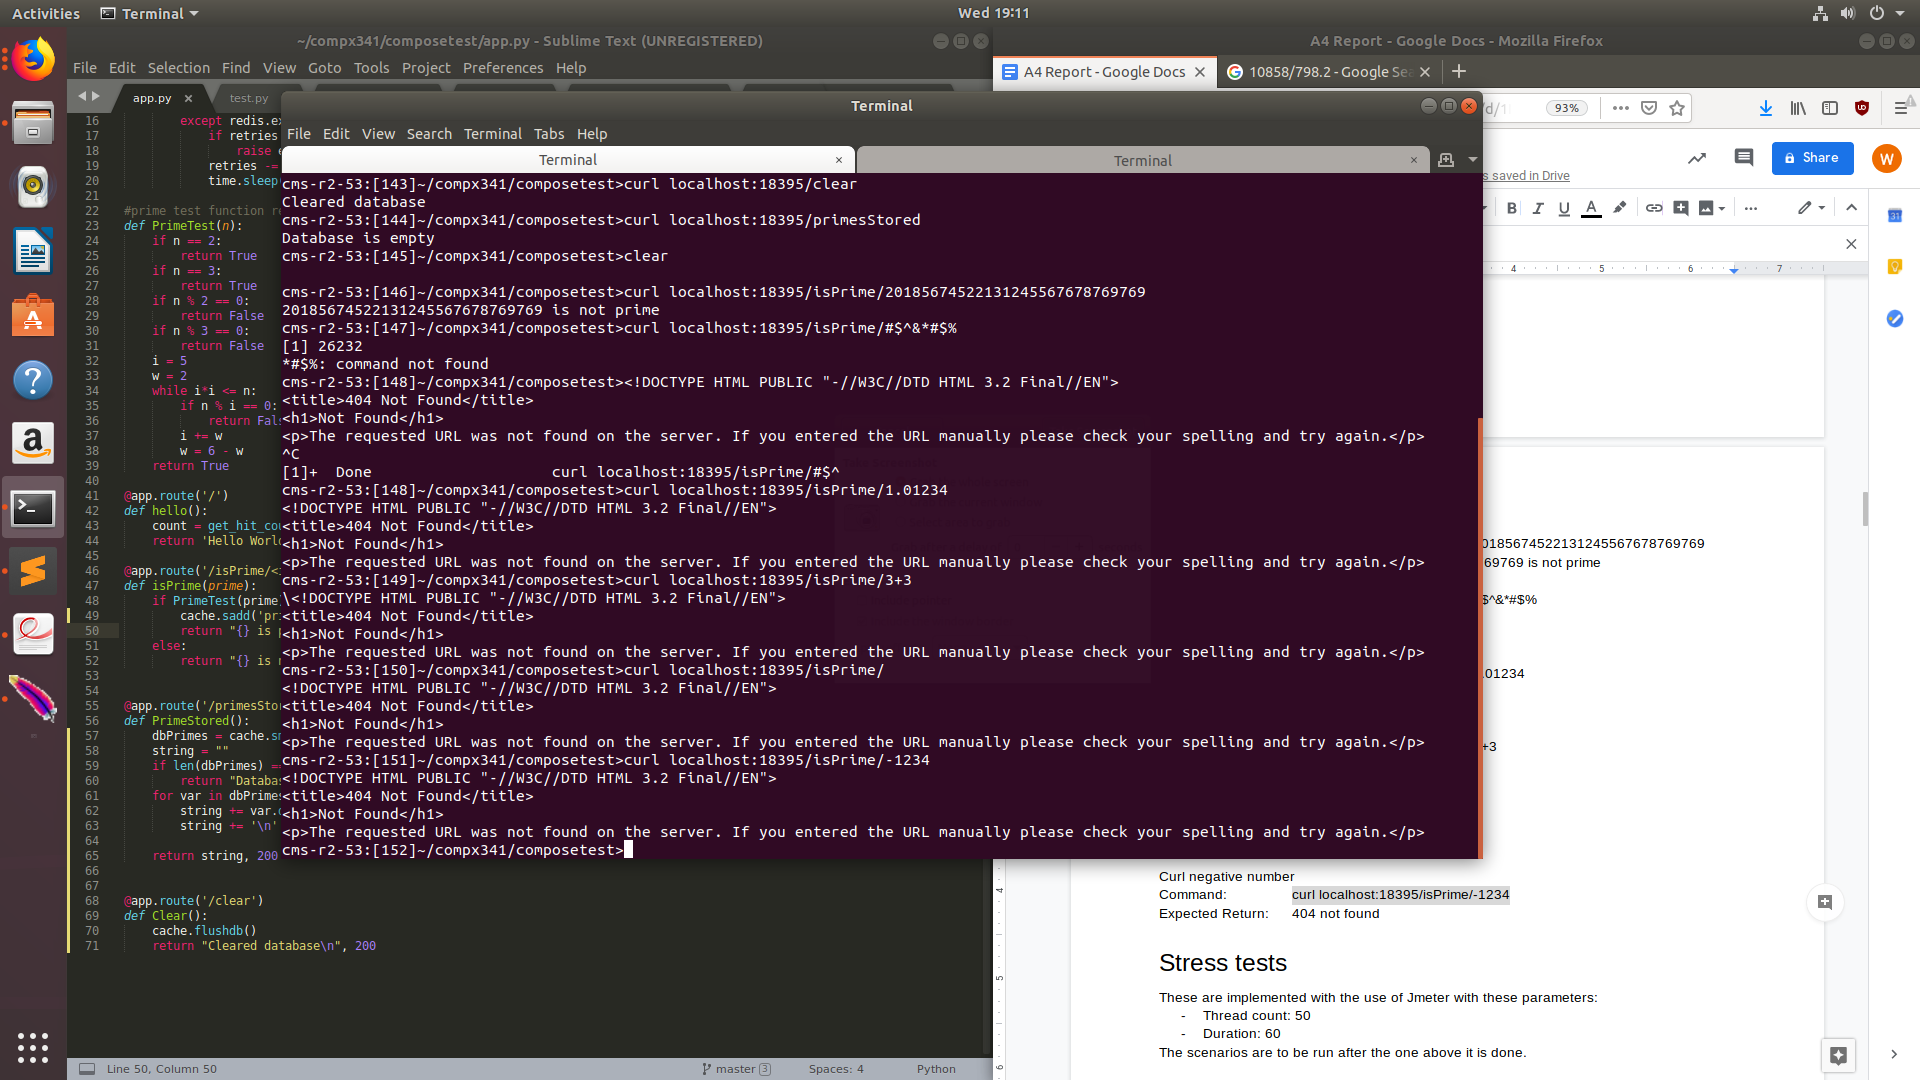 Activities
Terminal
Wed 19:11
~/compx341/composetest/app.py - Sublime Text (UNREGISTERED)
File Edit Selection Find View Goto Tools Project Preferences Help
app.py
test.py
16 except redis.ex
17 if retries
18 raise e
19 retries -=
20 time.sleep
21
22 #prime test function re
23 def PrimeTest(n):
24 if n == 2:
25 return True
26 if n == 3:
27 return True
28 if n % 2 == 0:
29 return False
30 if n % 3 == 0:
31 return False
32 i = 5
33 w = 2
34 while i*i <= n:
35 if n % i == 0:
36 return Fals
37 i += w
38 w = 6 - w
39 return True
40
41 @app.route('/')
42 def hello():
43 count = get_hit_cou
44 return 'Hello World
45
46 @app.route('/isPrime/<i
47 def isPrime(prime):
48 if PrimeTest(prime)
49 cache.sadd('pri
50 return "{} is p
51 else:
52 return "{} is n
53
54
55 @app.route('/primesStor
56 def PrimeStored():
57 dbPrimes = cache.sm
58 string = ""
59 if len(dbPrimes) ==
60 return "Databas
61 for var in dbPrimes
62 string += var.d
63 string += '\n'
64
65 return string, 200
66
67
68 @app.route('/clear')
69 def Clear():
70 cache.flushdb()
71 return "Cleared database\n", 200
Line 50, Column 50
master 3
Spaces: 4
Python
Terminal
File Edit View Search Terminal Tabs Help
Terminal
Terminal
cms-r2-53:[143]~/compx341/composetest>curl localhost:18395/clear
Cleared database
cms-r2-53:[144]~/compx341/composetest>curl localhost:18395/primesStored
Database is empty
cms-r2-53:[145]~/compx341/composetest>clear
cms-r2-53:[146]~/compx341/composetest>curl localhost:18395/isPrime/20185674522131245567678769769
20185674522131245567678769769 is not prime
cms-r2-53:[147]~/compx341/composetest>curl localhost:18395/isPrime/#$^&*#$%
[1] 26232
*#$%: command not found
cms-r2-53:[148]~/compx341/composetest><!DOCTYPE HTML PUBLIC "-//W3C//DTD HTML 3.2 Final//EN">
<title>404 Not Found</title>
<h1>Not Found</h1>
<p>The requested URL was not found on the server. If you entered the URL manually please check your spelling and try again.</p>
^C
[1]+ Done curl localhost:18395/isPrime/#$^
cms-r2-53:[148]~/compx341/composetest>curl localhost:18395/isPrime/1.01234
<!DOCTYPE HTML PUBLIC "-//W3C//DTD HTML 3.2 Final//EN">
<title>404 Not Found</title>
<h1>Not Found</h1>
<p>The requested URL was not found on the server. If you entered the URL manually please check your spelling and try again.</p>
cms-r2-53:[149]~/compx341/composetest>curl localhost:18395/isPrime/3+3
\<!DOCTYPE HTML PUBLIC "-//W3C//DTD HTML 3.2 Final//EN">
<title>404 Not Found</title>
<h1>Not Found</h1>
<p>The requested URL was not found on the server. If you entered the URL manually please check your spelling and try again.</p>
cms-r2-53:[150]~/compx341/composetest>curl localhost:18395/isPrime/
<!DOCTYPE HTML PUBLIC "-//W3C//DTD HTML 3.2 Final//EN">
<title>404 Not Found</title>
<h1>Not Found</h1>
<p>The requested URL was not found on the server. If you entered the URL manually please check your spelling and try again.</p>
cms-r2-53:[151]~/compx341/composetest>curl localhost:18395/isPrime/-1234
<!DOCTYPE HTML PUBLIC "-//W3C//DTD HTML 3.2 Final//EN">
<title>404 Not Found</title>
<h1>Not Found</h1>
<p>The requested URL was not found on the server. If you entered the URL manually please check your spelling and try again.</p>
cms-r2-53:[152]~/compx341/composetest>
A4 Report - Google Docs - Mozilla Firefox
A4 Report - Google Docs
10858/798.2 - Google Se
93%
Share
W
s saved in Drive
B I U A
4 5 6 7
0185674522131245567678769769
69769 is not prime
$^&*#$%
.01234
+3
Curl negative number
Command: curl localhost:18395/isPrime/-1234
Expected Return: 404 not found
Stress tests
These are implemented with the use of Jmeter with these parameters:
- Thread count: 50
- Duration: 60
The scenarios are to be run after the one above it is done.